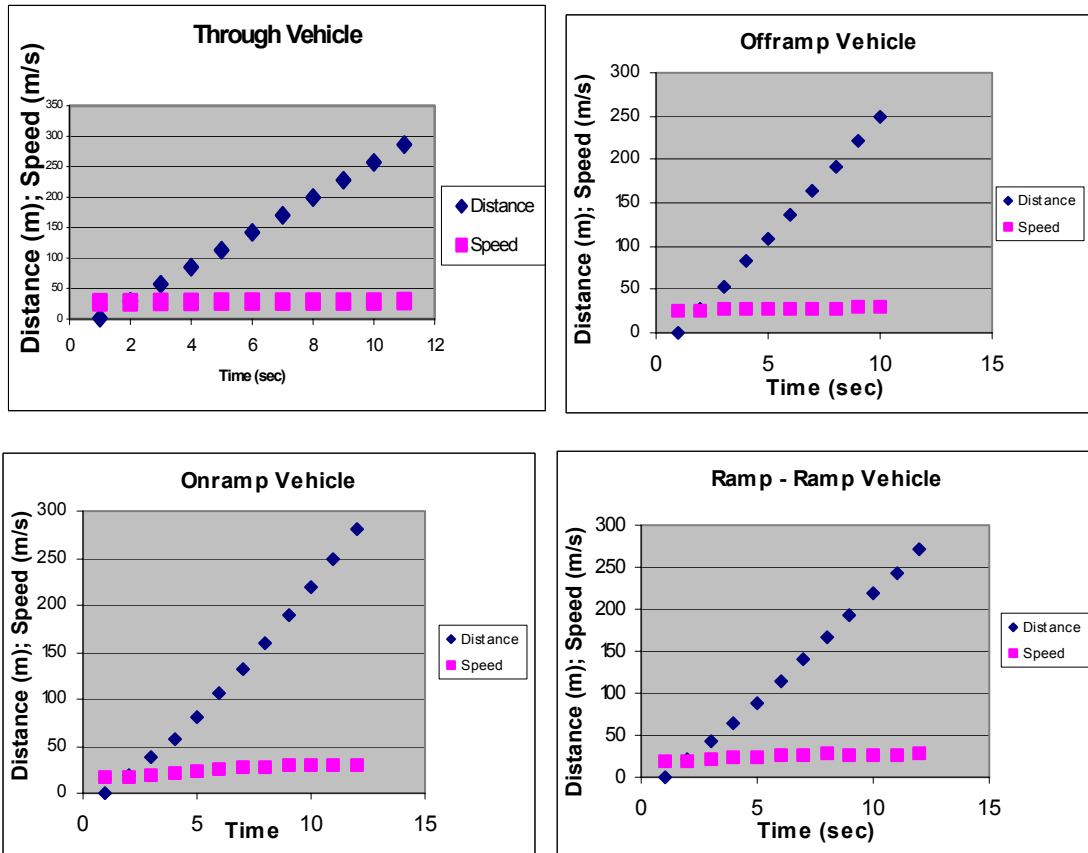 Through Vehicle
Distance (m); Speed (m/s)
350
300
250
200
150
100
50
0
0 2 4 6 8 10 12
Time (sec)
Distance
Speed
Offramp Vehicle
Distance (m); Speed (m/s)
300
250
200
150
100
50
0
0 5 10 15
Time (sec)
Distance
Speed
Onramp Vehicle
Distance (m); Speed (m/s)
300
250
200
150
100
50
0
0 5 10 15
Time
Distance
Speed
Ramp - Ramp Vehicle
Distance (m); Speed (m/s)
300
250
200
150
100
50
0
0 5 10 15
Time (sec)
Distance
Speed